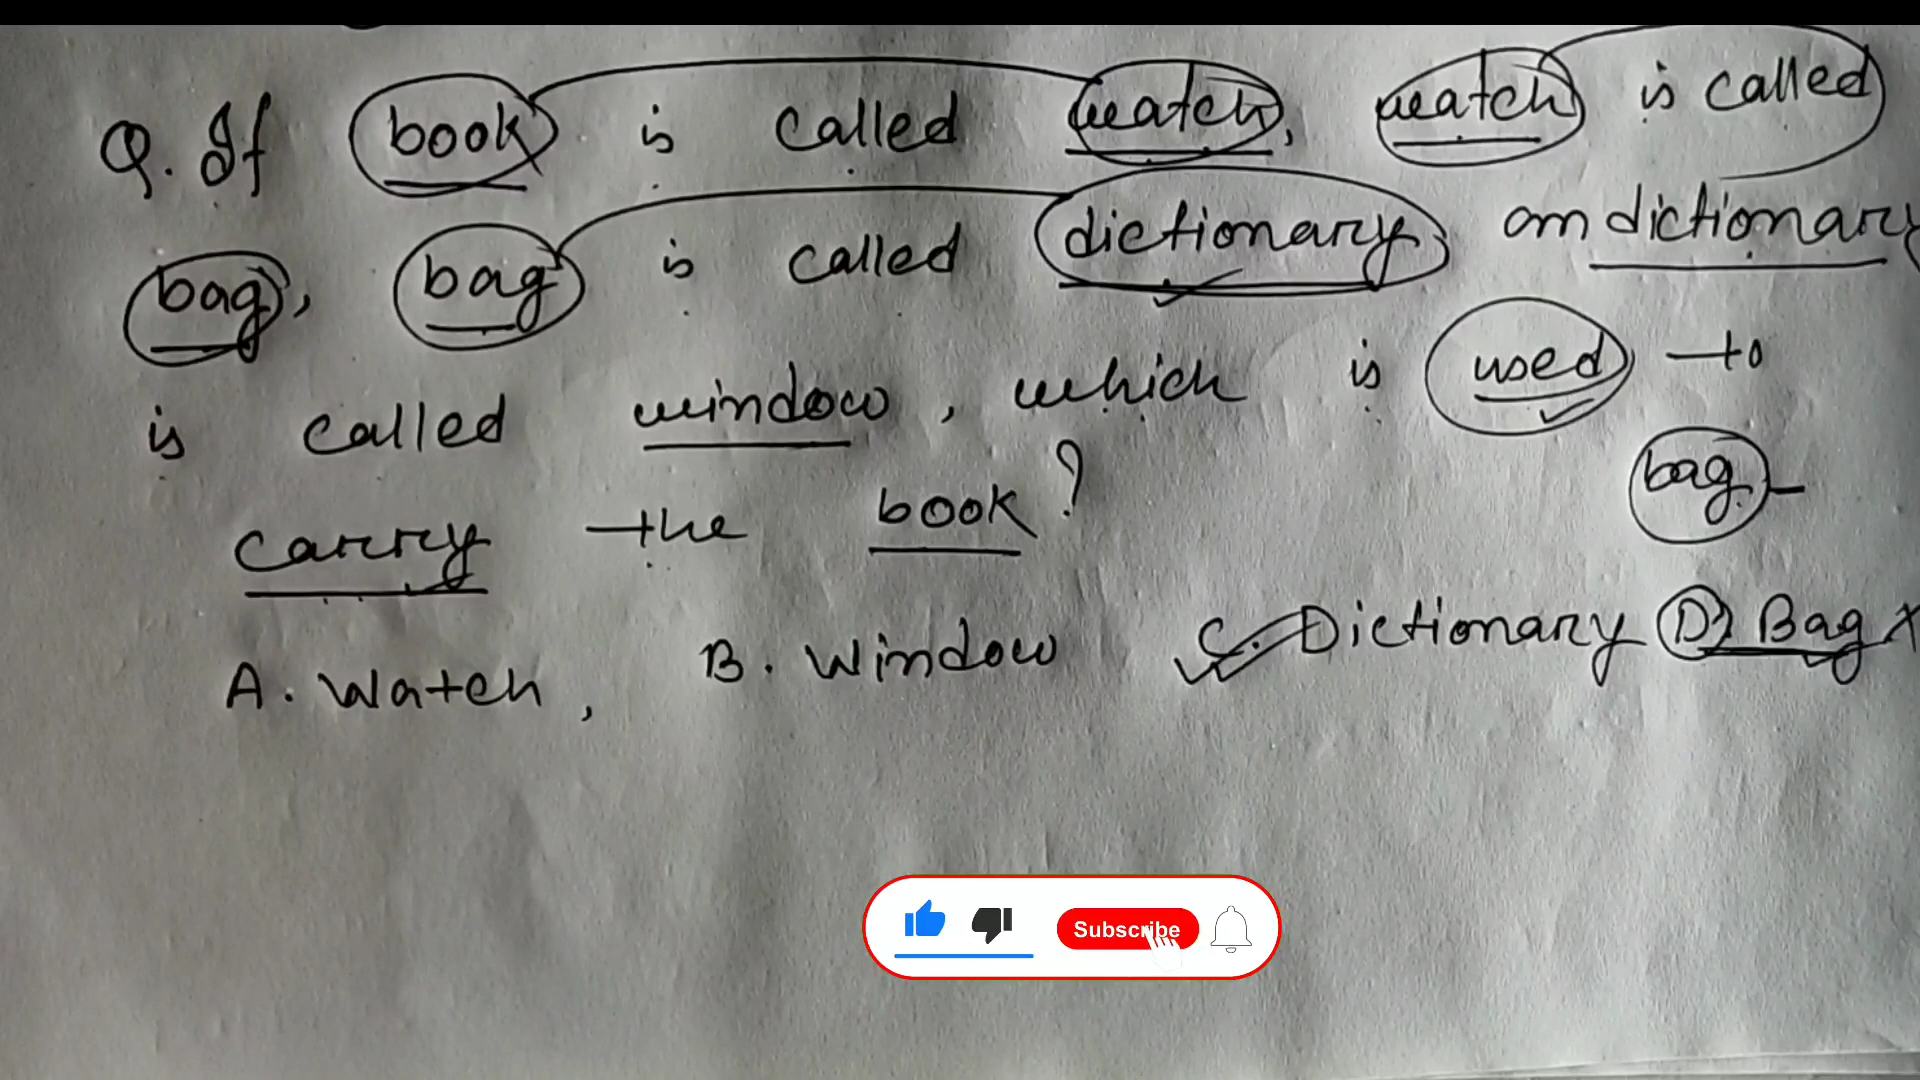 Q. If book is called watch, watch is called
bag, bag is called dictionary, and dictionary
is called window, which is used to
carry the book?
bag
A. Watch, B. Window C. Dictionary D) Bag x
Subscribe